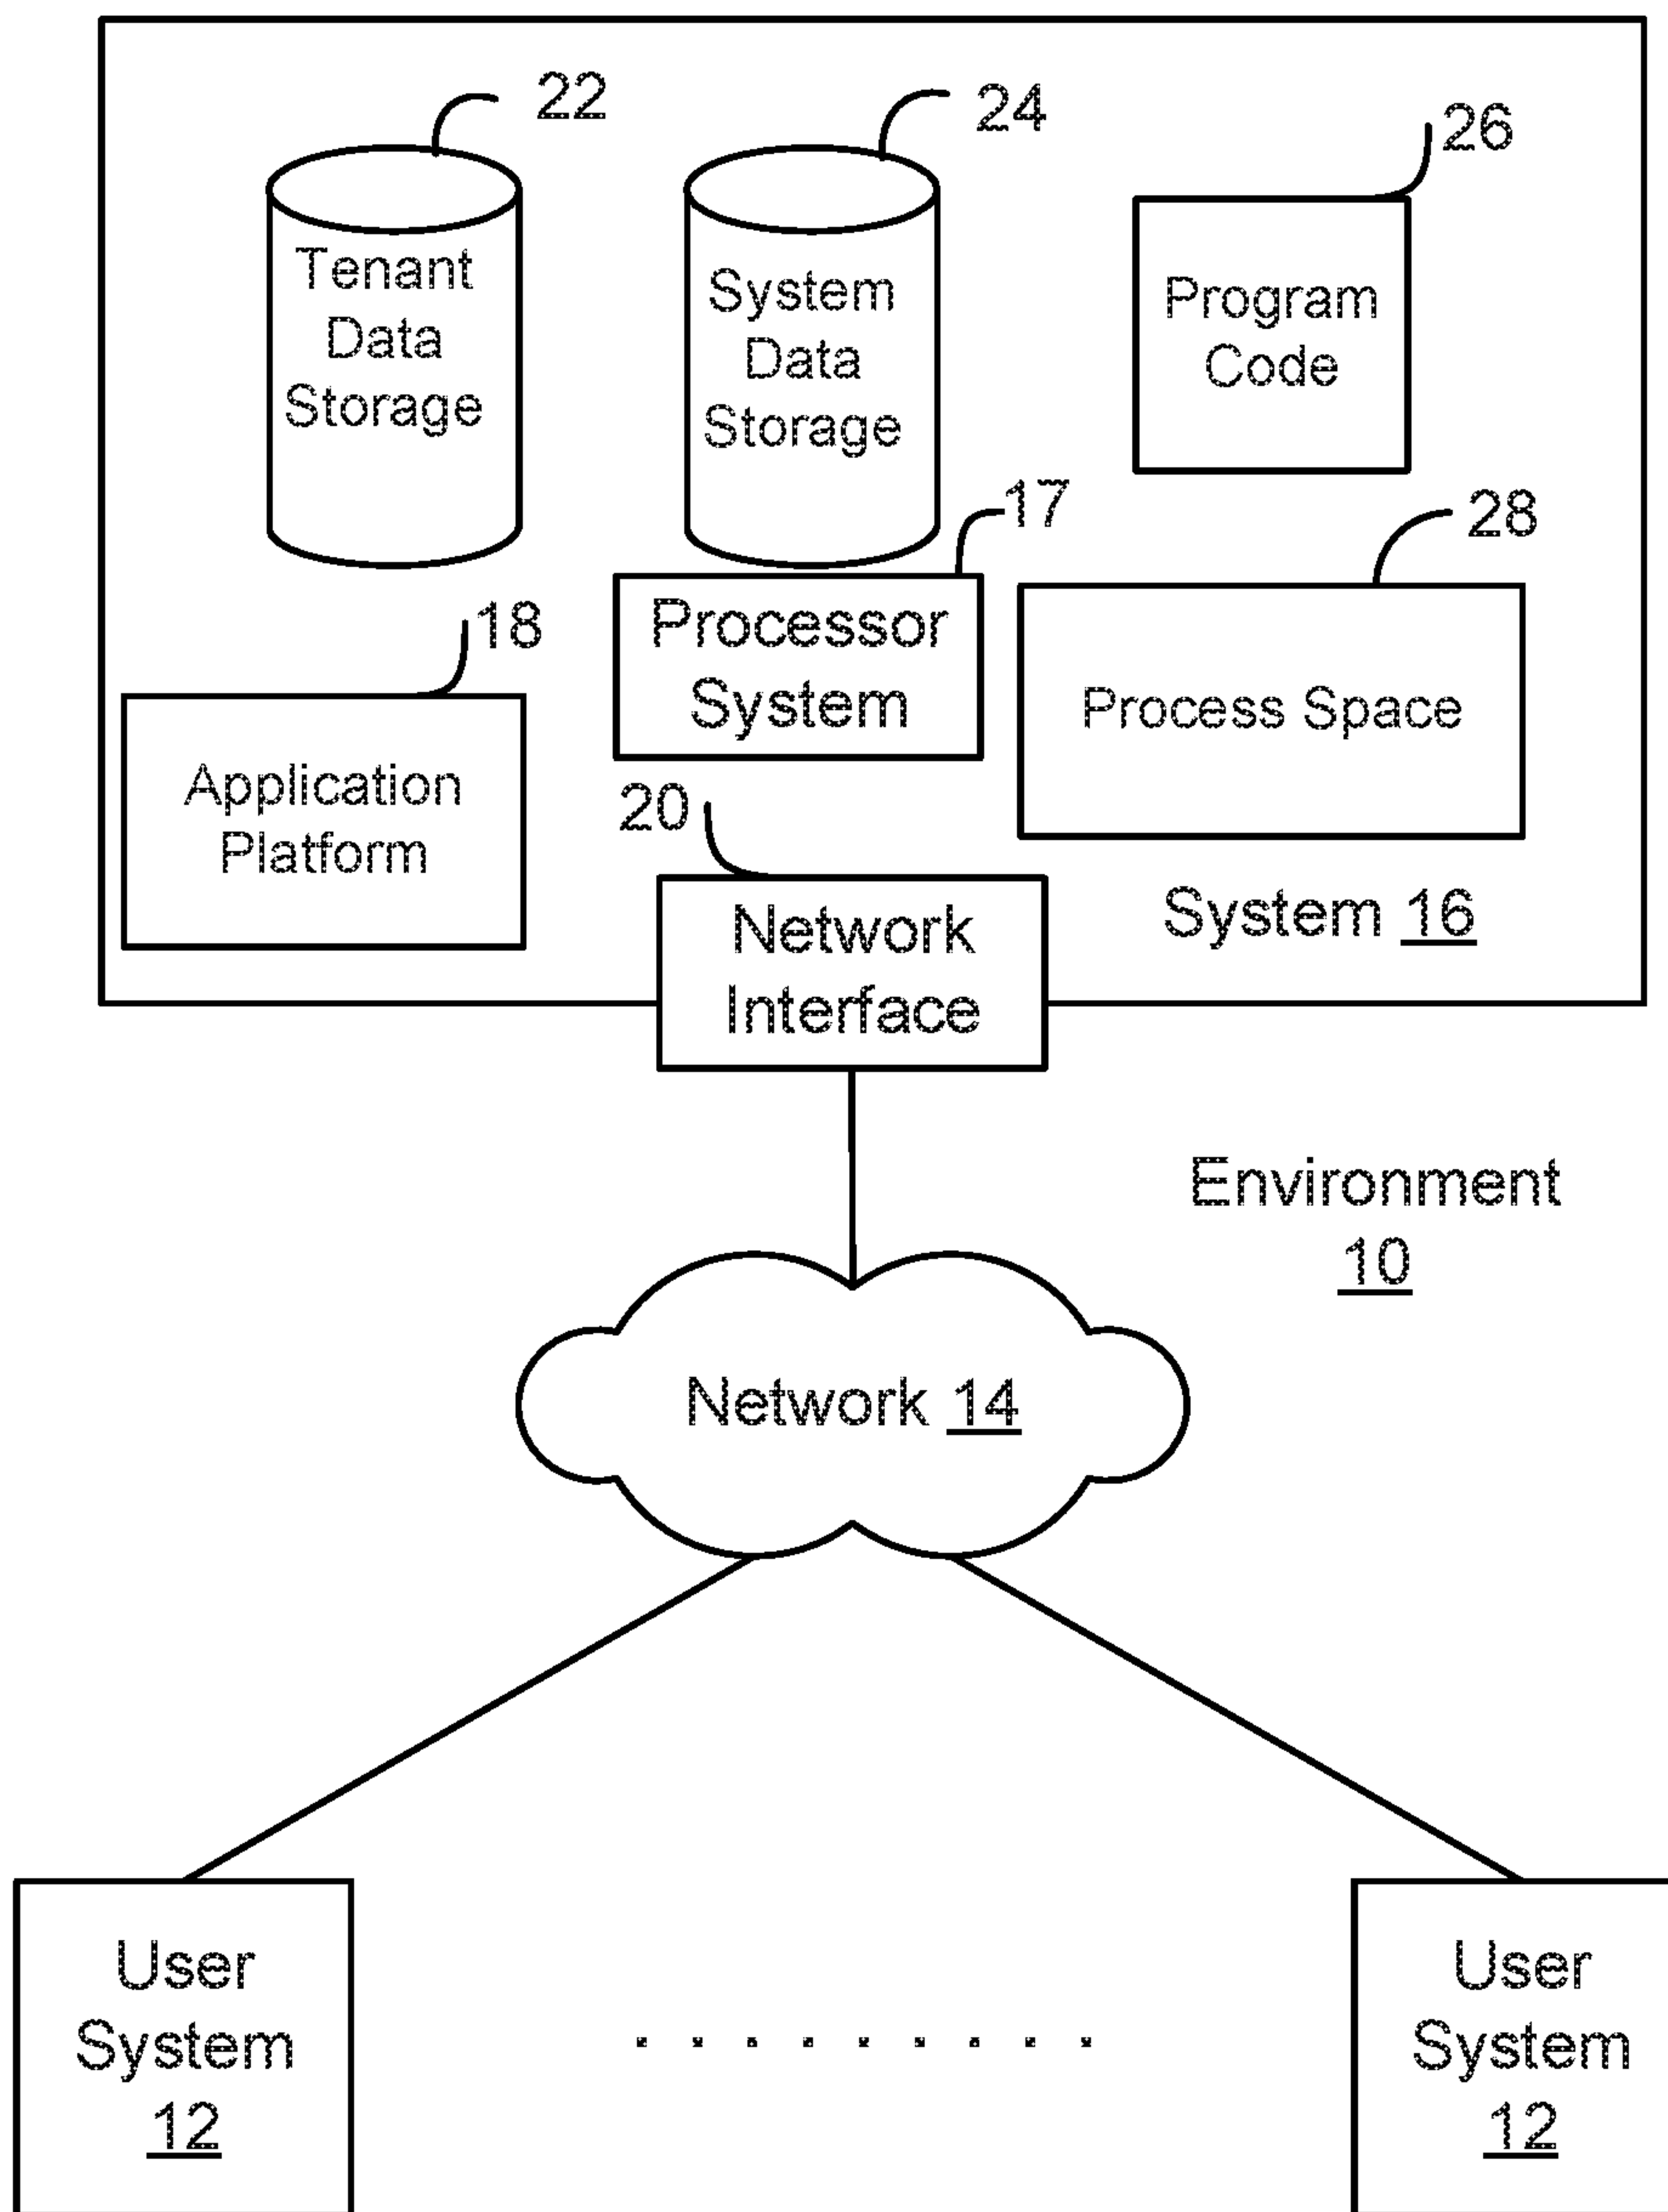 22
24
26
Tenant
Data
Storage
System
Data
Storage
Program
Code
17
28
18
Processor
System
Process Space
Application
Platform
20
Network
Interface
System 16
Environment
10
Network 14
User
System
12
User
System
12